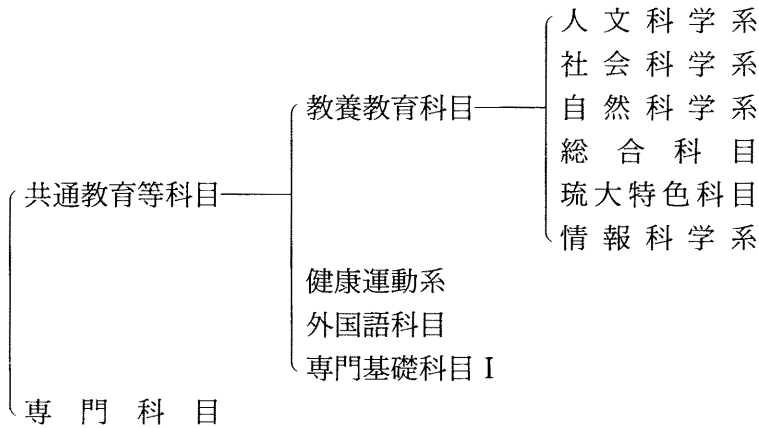 人文科学系
社会科学系
教養教育科目 自然科学系
総合科目
共通教育等科目 琉大特色科目
情報科学系
健康運動系
外国語科目
専門基礎科目Ⅰ
専門科目